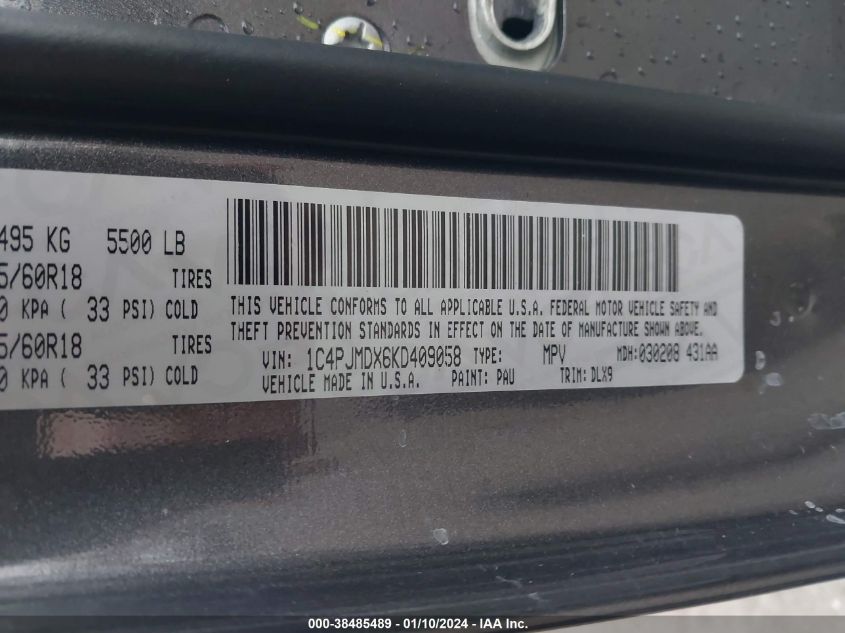 495 KG 5500 LB
5/60R18 TIRES
0 KPA ( 33 PSI) COLD
5/60R18 TIRES
0 KPA ( 33 PSI) COLD
THIS VEHICLE CONFORMS TO ALL APPLICABLE U.S.A. FEDERAL MOTOR VEHICLE SAFETY AND
THEFT PREVENTION STANDARDS IN EFFECT ON THE DATE OF MANUFACTURE SHOWN ABOVE.
VIN: 1C4PJMDX6KD409058 TYPE: MPV MDH:030208 431AA
VEHICLE MADE IN U.S.A. PAINT: PAU TRIM: DLX9
000-38485489 - 01/10/2024 - IAA Inc.